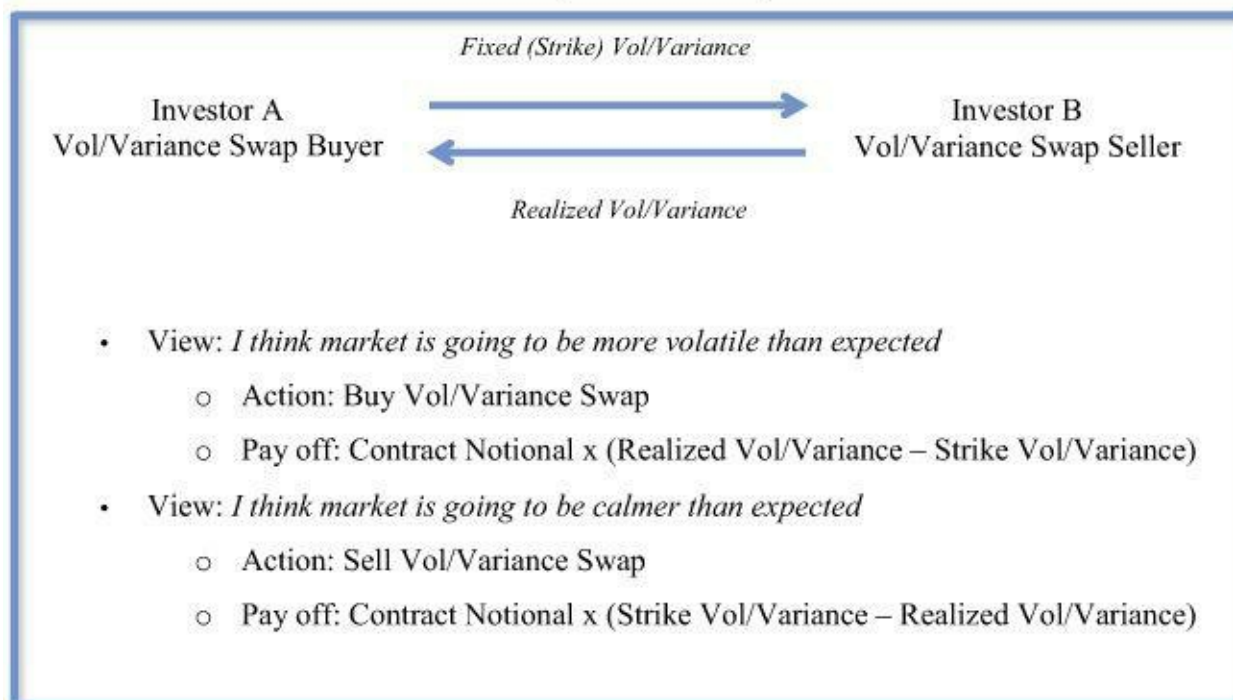 Fixed (Strike) Vol/Variance
Investor A
Vol/Variance Swap Buyer
Investor B
Vol/Variance Swap Seller
Realized Vol/Variance
• View: I think market is going to be more volatile than expected
o Action: Buy Vol/Variance Swap
o Pay off: Contract Notional x (Realized Vol/Variance – Strike Vol/Variance)
• View: I think market is going to be calmer than expected
o Action: Sell Vol/Variance Swap
o Pay off: Contract Notional x (Strike Vol/Variance – Realized Vol/Variance)